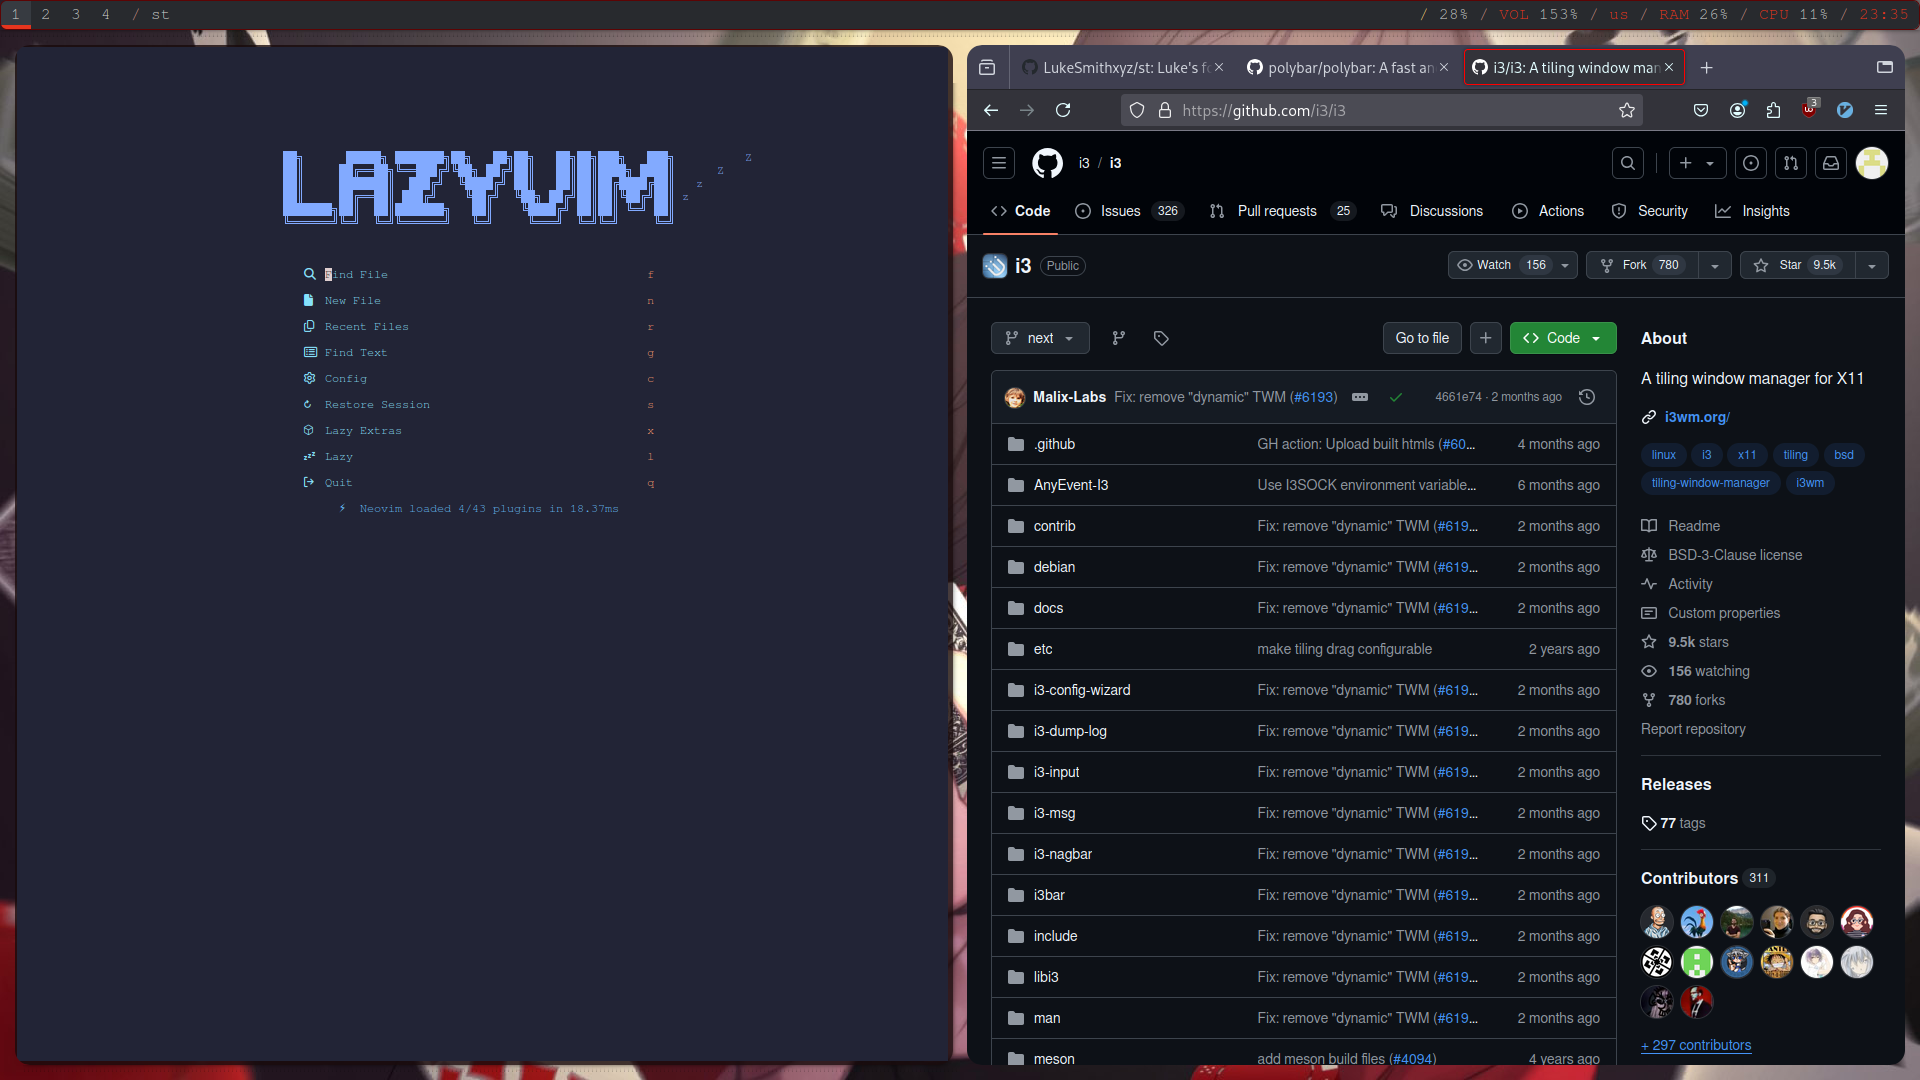 1 2 3 4 / st
/ 28% / VOL 153% / us / RAM 26% / CPU 11% / 23:35
LAZYVIM
z z z Z
Find File f
New File n
Recent Files r
Find Text g
Config c
Restore Session s
Lazy Extras x
Lazy l
Quit q
⚡ Neovim loaded 4/43 plugins in 18.37ms
LukeSmithxyz/st: Luke's fo
polybar/polybar: A fast an
i3/i3: A tiling window man
https://github.com/i3/i3
3
i3 / i3
Code Issues 326 Pull requests 25 Discussions Actions Security Insights
i3 Public Watch 156 Fork 780 Star 9.5k
next Go to file Code
Malix-Labs Fix: remove "dynamic" TWM (#6193) 4661e74 · 2 months ago
.github GH action: Upload built htmls (#60... 4 months ago
AnyEvent-I3 Use I3SOCK environment variable... 6 months ago
contrib Fix: remove "dynamic" TWM (#619... 2 months ago
debian Fix: remove "dynamic" TWM (#619... 2 months ago
docs Fix: remove "dynamic" TWM (#619... 2 months ago
etc make tiling drag configurable 2 years ago
i3-config-wizard Fix: remove "dynamic" TWM (#619... 2 months ago
i3-dump-log Fix: remove "dynamic" TWM (#619... 2 months ago
i3-input Fix: remove "dynamic" TWM (#619... 2 months ago
i3-msg Fix: remove "dynamic" TWM (#619... 2 months ago
i3-nagbar Fix: remove "dynamic" TWM (#619... 2 months ago
i3bar Fix: remove "dynamic" TWM (#619... 2 months ago
include Fix: remove "dynamic" TWM (#619... 2 months ago
libi3 Fix: remove "dynamic" TWM (#619... 2 months ago
man Fix: remove "dynamic" TWM (#619... 2 months ago
meson add meson build files (#4094) 4 years ago
About
A tiling window manager for X11
i3wm.org/
linux i3 x11 tiling bsd
tiling-window-manager i3wm
Readme
BSD-3-Clause license
Activity
Custom properties
9.5k stars
156 watching
780 forks
Report repository
Releases
77 tags
Contributors 311
+ 297 contributors